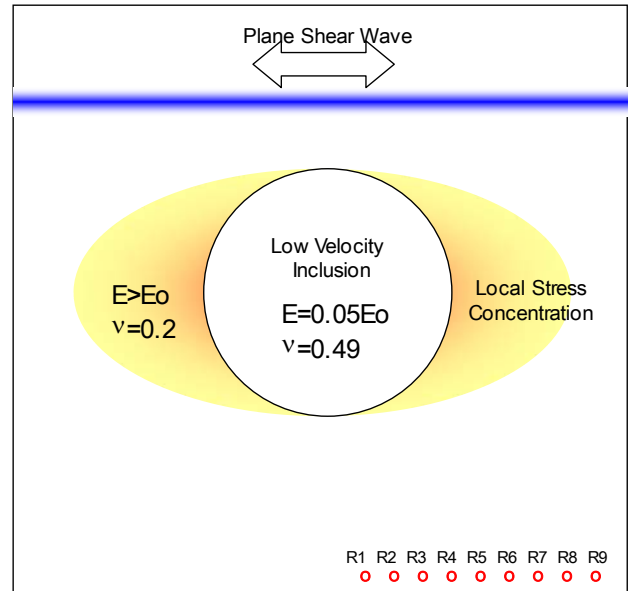 Plane Shear Wave
Low Velocity
Inclusion
E=0.05Eo
ν=0.49
E>Eo
ν=0.2
Local Stress
Concentration
R1 R2 R3 R4 R5 R6 R7 R8 R9